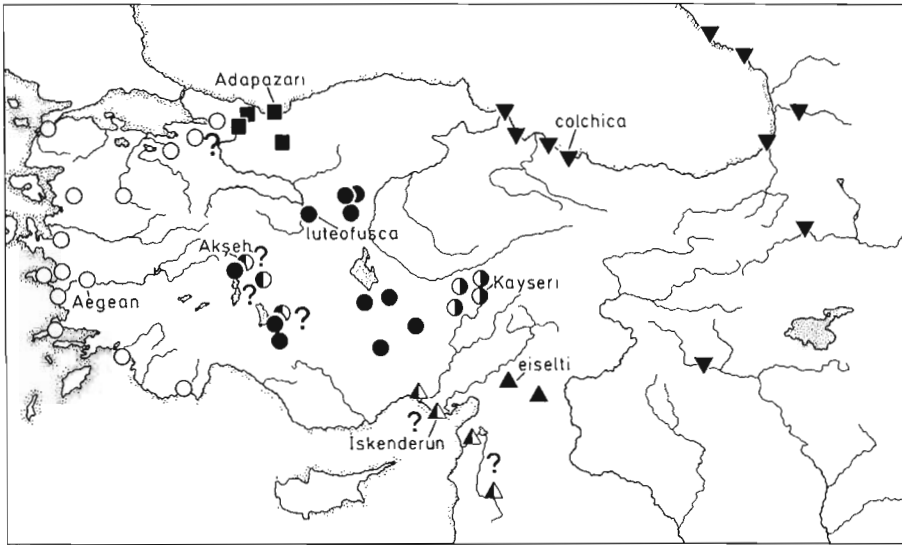 Adapazarı
colchica
?
luteofusca
Akşeh ?
Kayseri
Aegean
?
?
eiselti
?
İskenderun
?